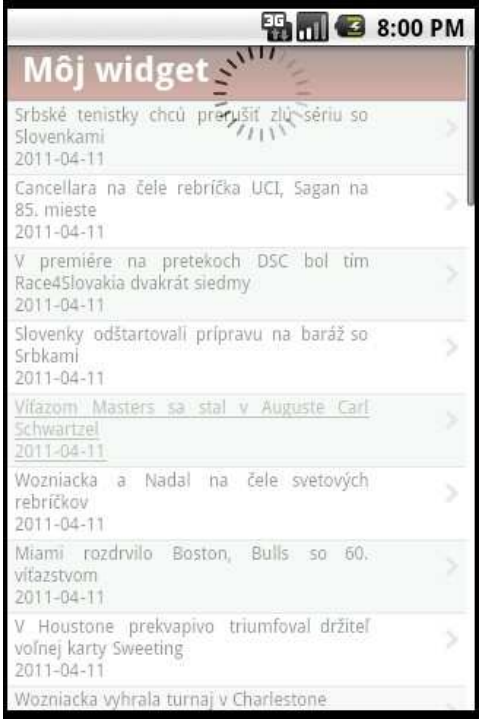 3G 8:00 PM
Môj widget
Srbské tenistky chcú prerušiť zlú sériu so
Slovenkami
2011-04-11
Cancellara na čele rebríčka UCI, Sagan na
85. mieste
2011-04-11
V premiére na pretekoch DSC bol tím
Race4Slovakia dvakrát siedmy
2011-04-11
Slovenky odštartovali prípravu na baráž so
Srbkami
2011-04-11
Víťazom Masters sa stal v Auguste Carl
Schwartzel
2011-04-11
Wozniacka a Nadal na čele svetových
rebríčkov
2011-04-11
Miami rozdrvilo Boston, Bulls so 60.
víťazstvom
2011-04-11
V Houstone prekvapivo triumfoval držiteľ
voľnej karty Sweeting
2011-04-11
Wozniacka vyhrala turnaj v Charlestone